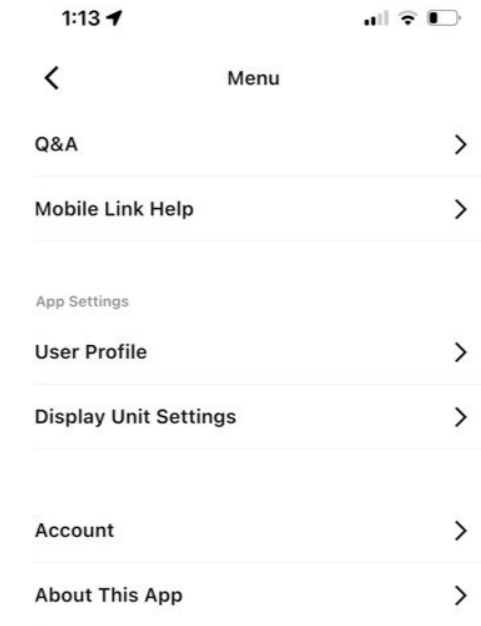 1:13
Menu
Q&A
Mobile Link Help
App Settings
User Profile
Display Unit Settings
Account
About This App